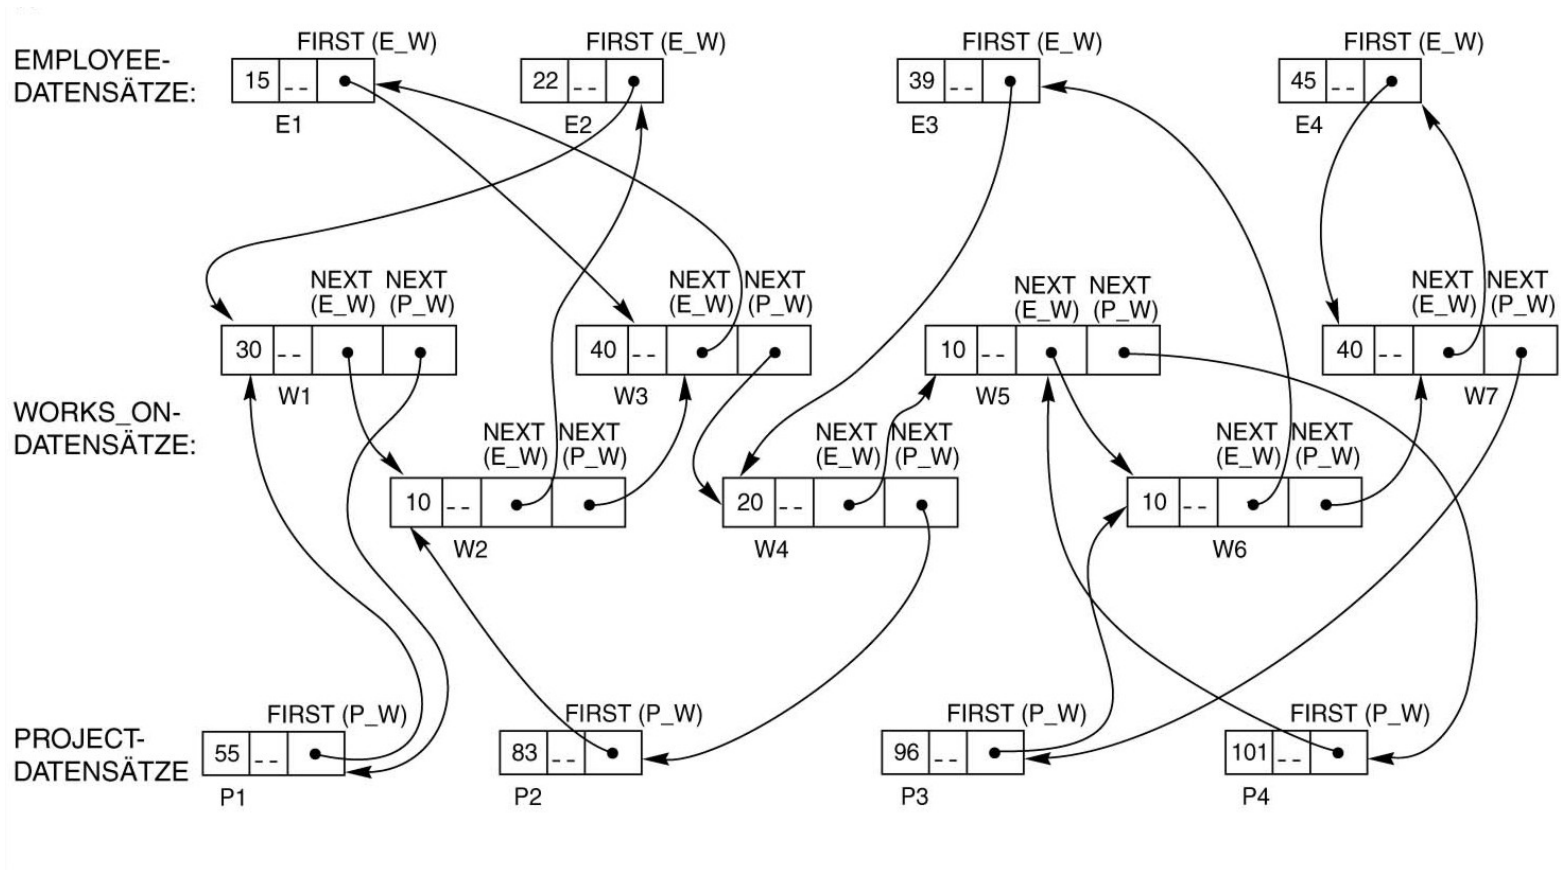 FIRST (E_W) FIRST (E_W) FIRST (E_W) FIRST (E_W)
EMPLOYEE-
DATENSÄTZE:
15 -- 22 -- 39 -- 45 --
E1 E2 E3 E4
NEXT NEXT NEXT NEXT NEXT NEXT NEXT NEXT
(E_W) (P_W) (E_W) (P_W) (E_W) (P_W) (E_W) (P_W)
30 -- 40 -- 10 -- 40 --
W1 W3 W5 W7
WORKS_ON-
DATENSÄTZE:
NEXT NEXT NEXT NEXT NEXT NEXT
(E_W) (P_W) (E_W) (P_W) (E_W) (P_W)
10 -- 20 -- 10 --
W2 W4 W6
FIRST (P_W) FIRST (P_W) FIRST (P_W) FIRST (P_W)
PROJECT-
DATENSÄTZE
55 -- 83 -- 96 -- 101 --
P1 P2 P3 P4